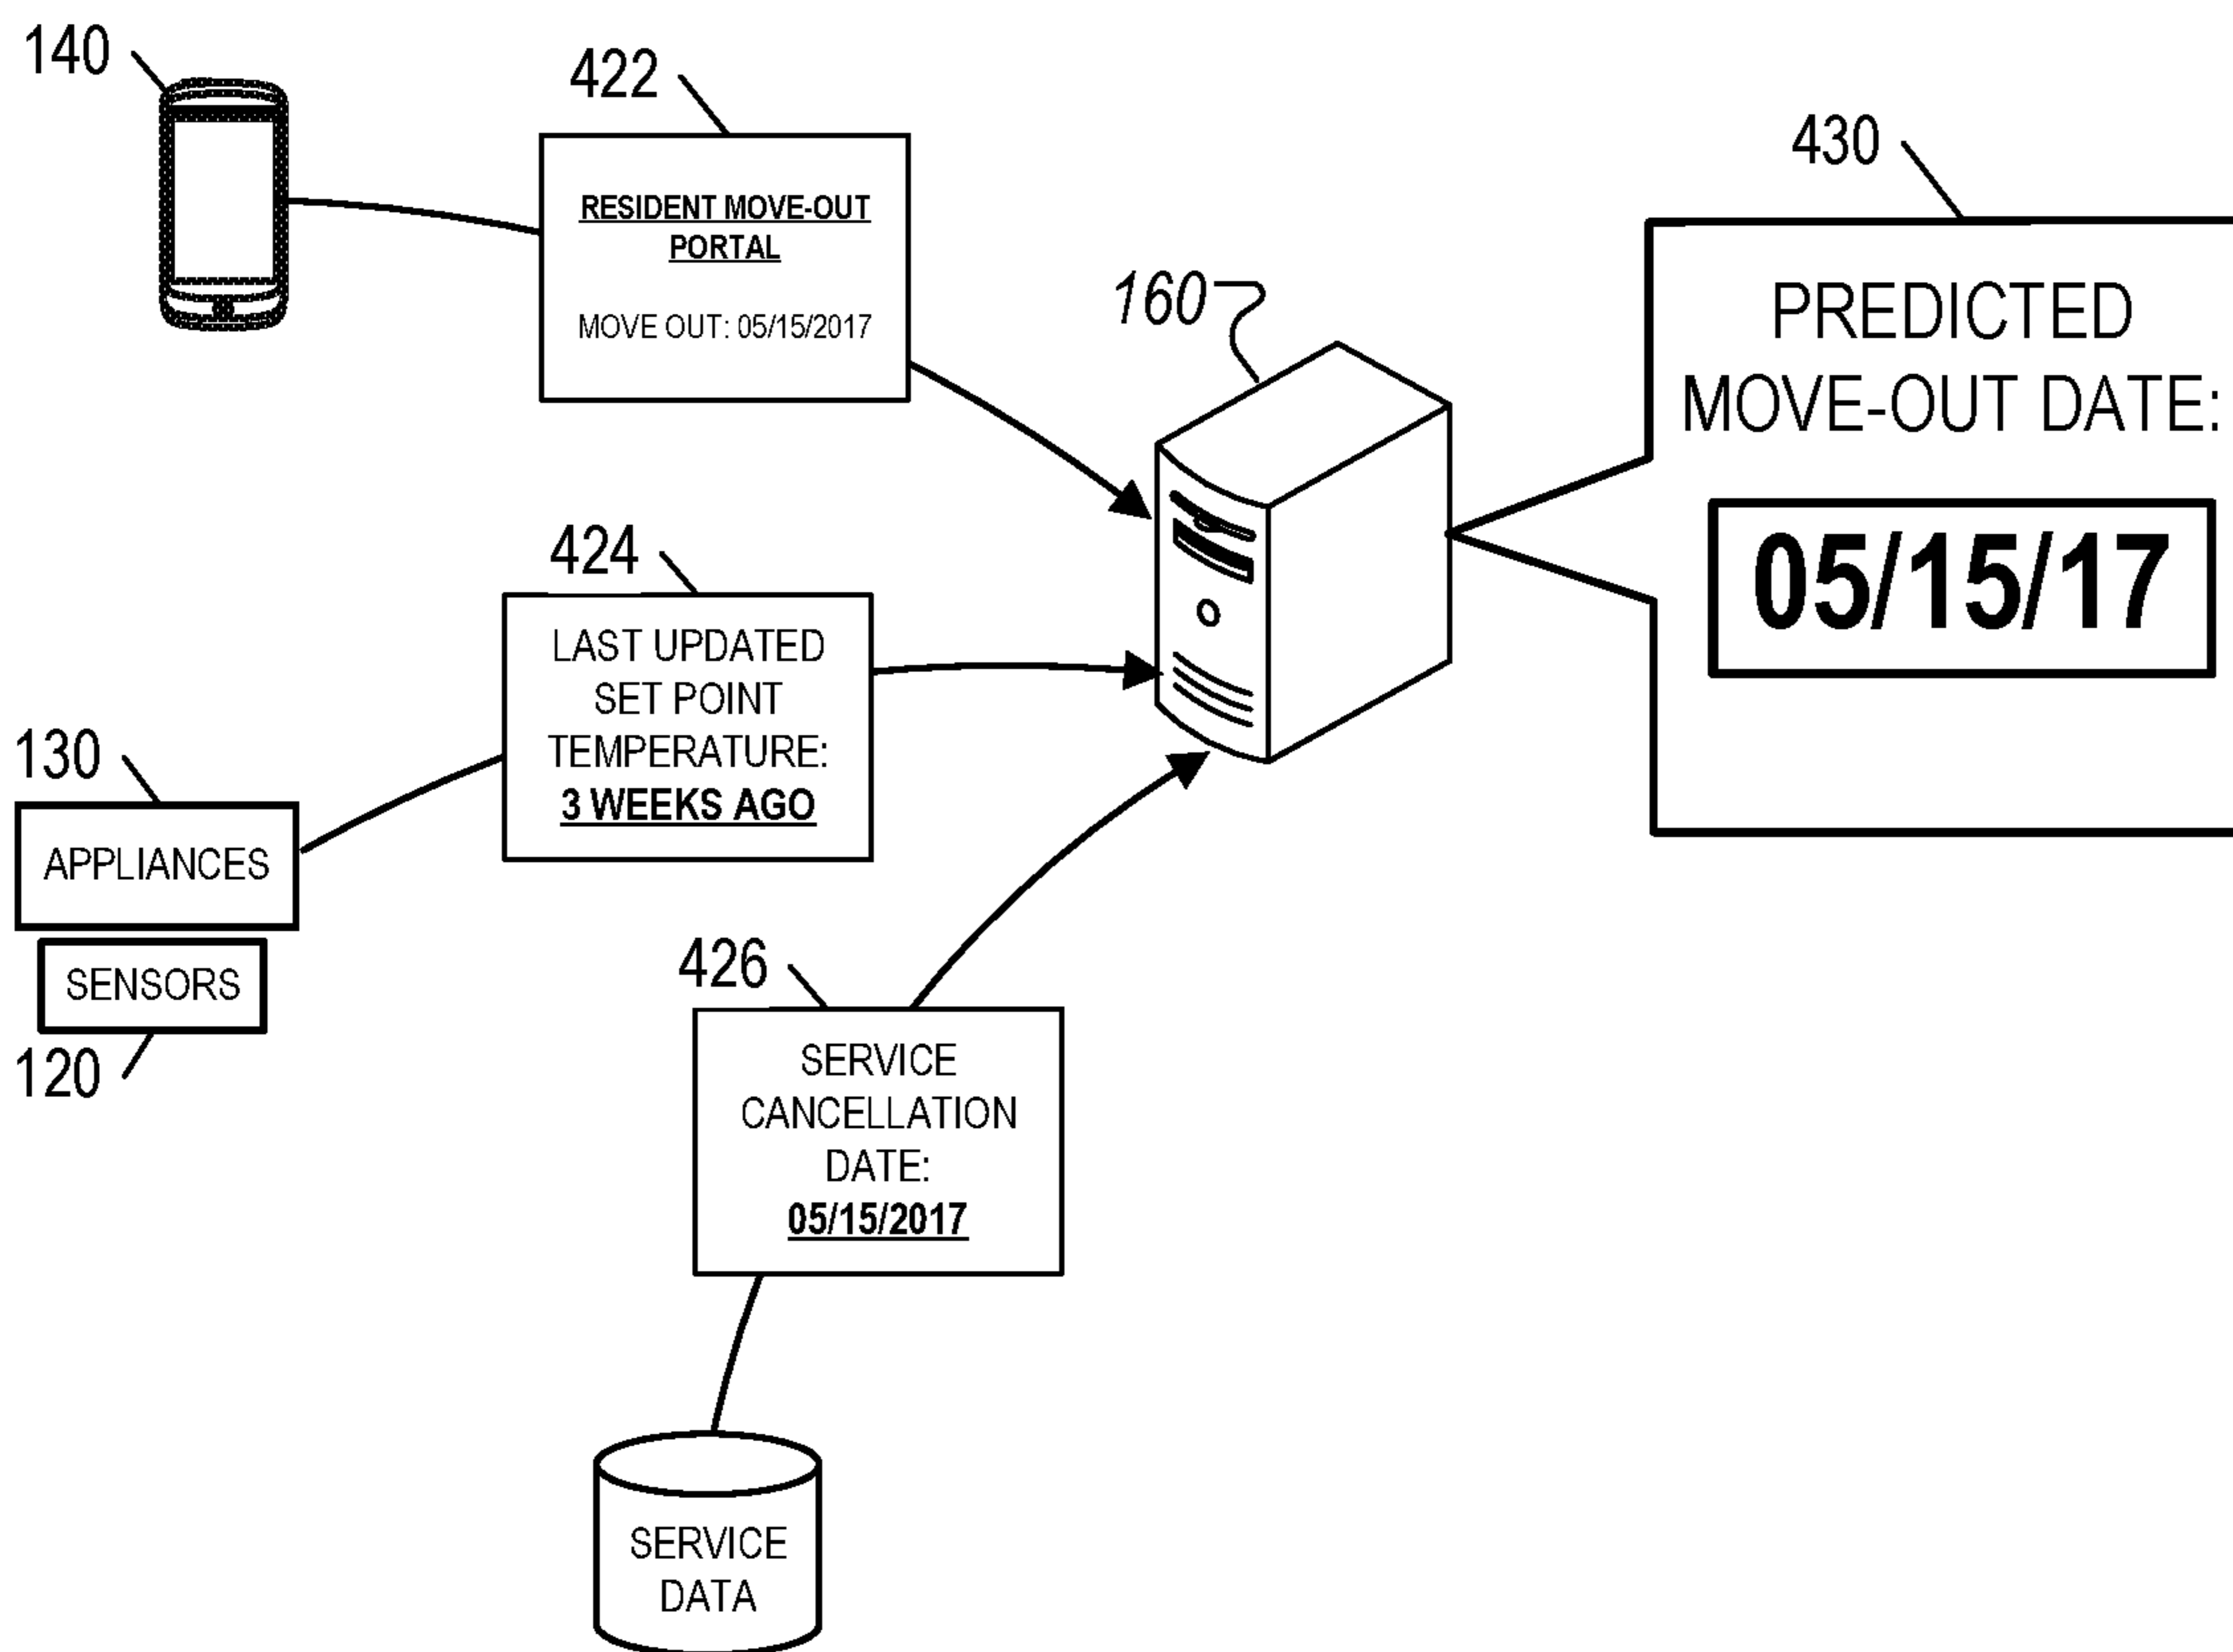 140
422
RESIDENT MOVE-OUT
PORTAL
MOVE OUT: 05/15/2017
430
PREDICTED
MOVE-OUT DATE:
05/15/17
160
424
LAST UPDATED
SET POINT
TEMPERATURE:
3 WEEKS AGO
130
APPLIANCES
SENSORS
120
426
SERVICE
CANCELLATION
DATE:
05/15/2017
SERVICE
DATA